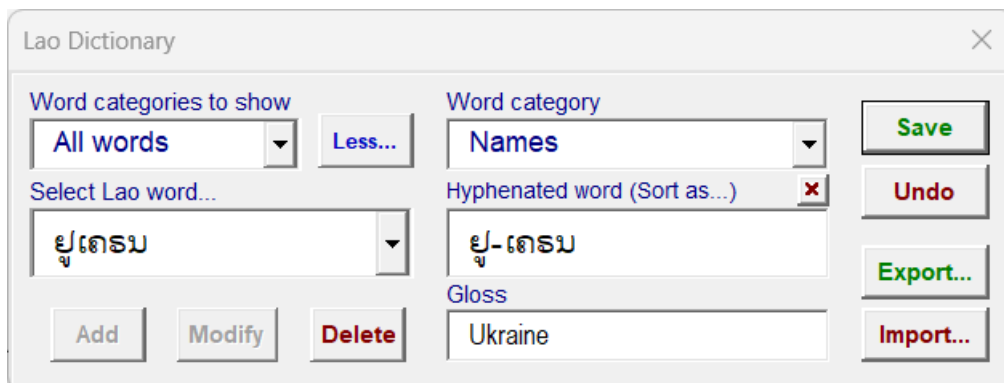 Lao Dictionary
Word categories to show
All words
Less...
Select Lao word...
ຢູເຄຣນ
Add
Modify
Delete
Word category
Names
Hyphenated word (Sort as...)
ຢູ-ເຄຣນ
Gloss
Ukraine
Save
Undo
Export...
Import...